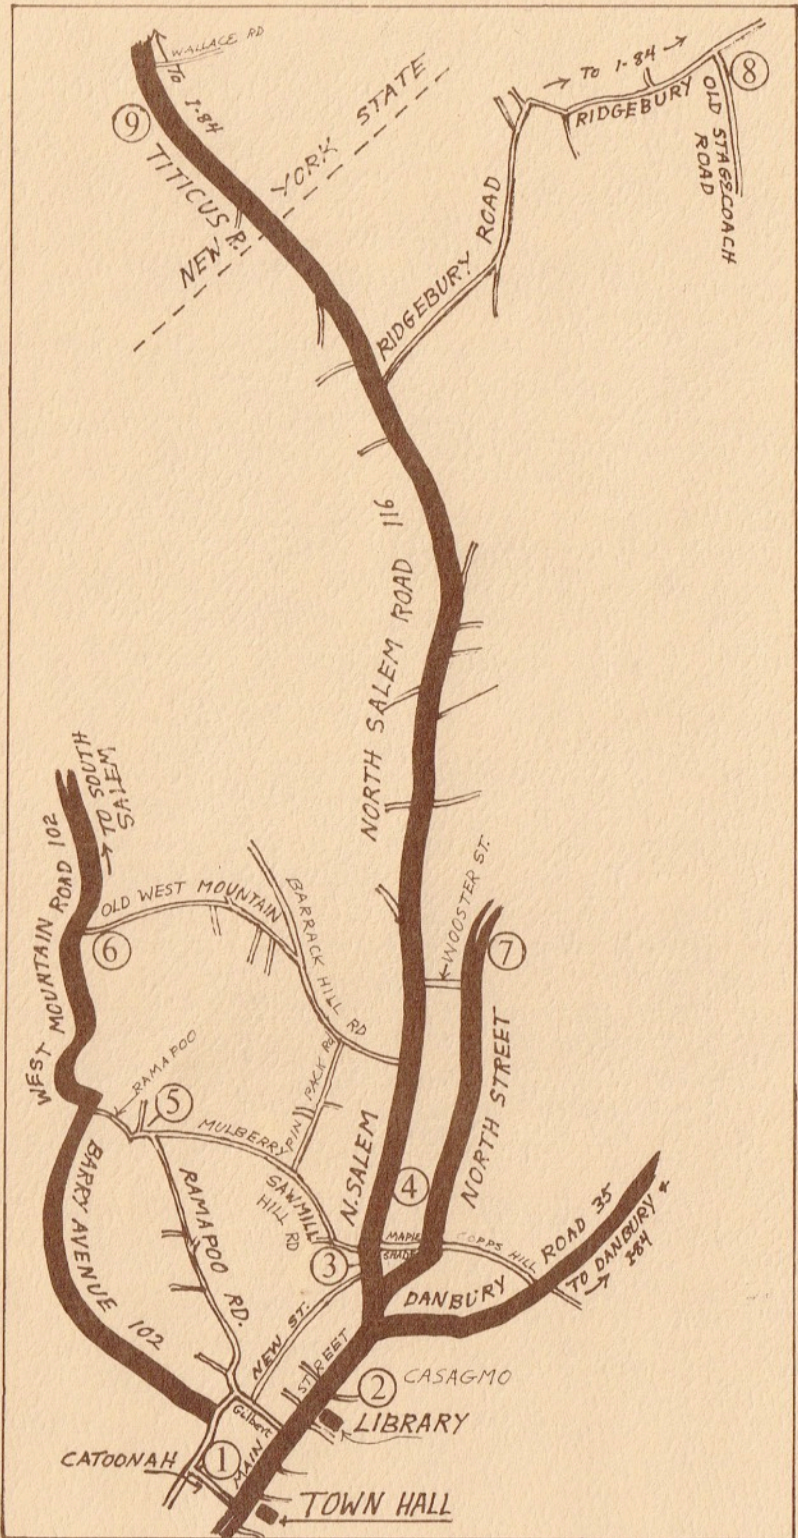 WALLACE RD
To I-84
9
TITICUS R.
NEW YORK STATE
→ To 1-84 →
8
RIDGEBURY
OLD STAGECOACH
ROAD
RIDGEBURY ROAD
NORTH SALEM ROAD 116
→ TO SOUTH
SALEM
WEST MOUNTAIN ROAD 102
OLD WEST MOUNTAIN
6
BARRACK HILL RD
WOOSTER ST.
7
NORTH STREET
RAMAPOO
5
MULBERRY
PIN PACK Rd
SAWMILL
HILL RD
N. SALEM
4
MAPLE
SHADE
COPPS HILL
3
BARRY AVENUE 102
RAMAPOO RD.
NEW ST.
DANBURY ROAD 35
TO DANBURY &
I-84
MAIN STREET
2
CASAGMO
LIBRARY
Gilbert
1
CATOONAH
TOWN HALL